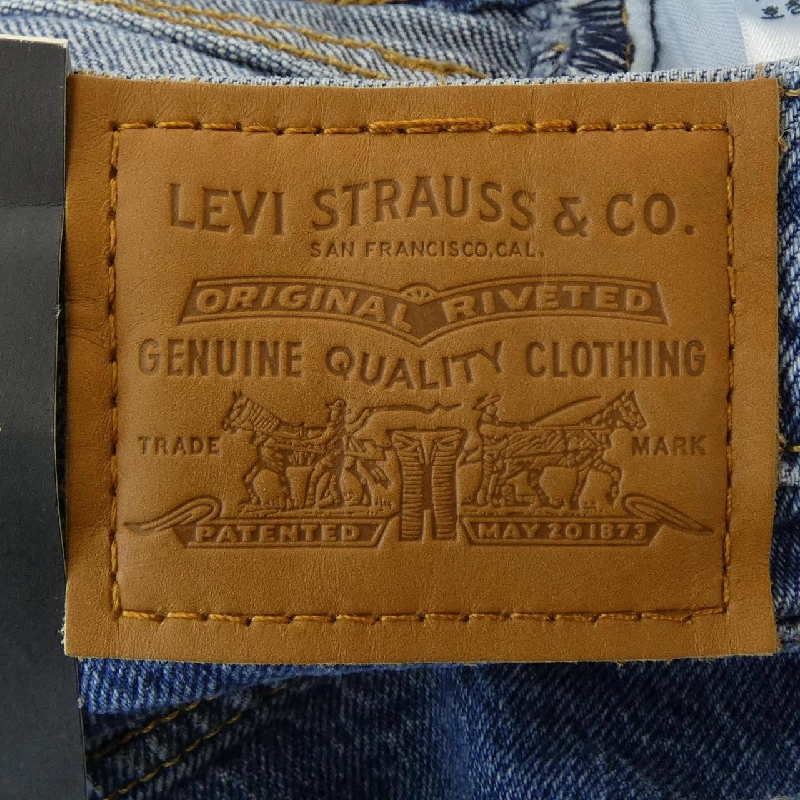 LEVI STRAUSS & CO.
SAN FRANCISCO, CAL.
ORIGINAL RIVETED
GENUINE QUALITY CLOTHING
TRADE MARK
PATENTED MAY 20 1873